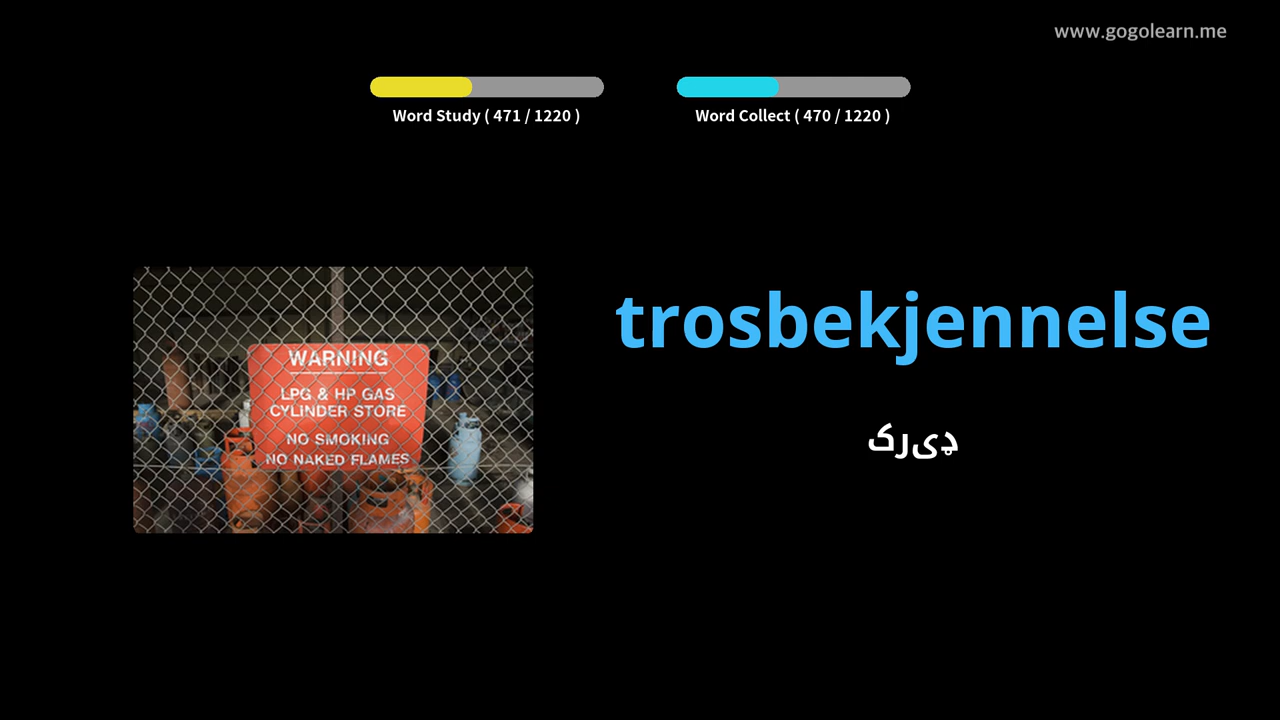 www.gogolearn.me
Word Study ( 471 / 1220 )
Word Collect ( 470 / 1220 )
WARNING
LPG & HP GAS
CYLINDER STORE
NO SMOKING
NO NAKED FLAMES
trosbekjennelse
ډیرک